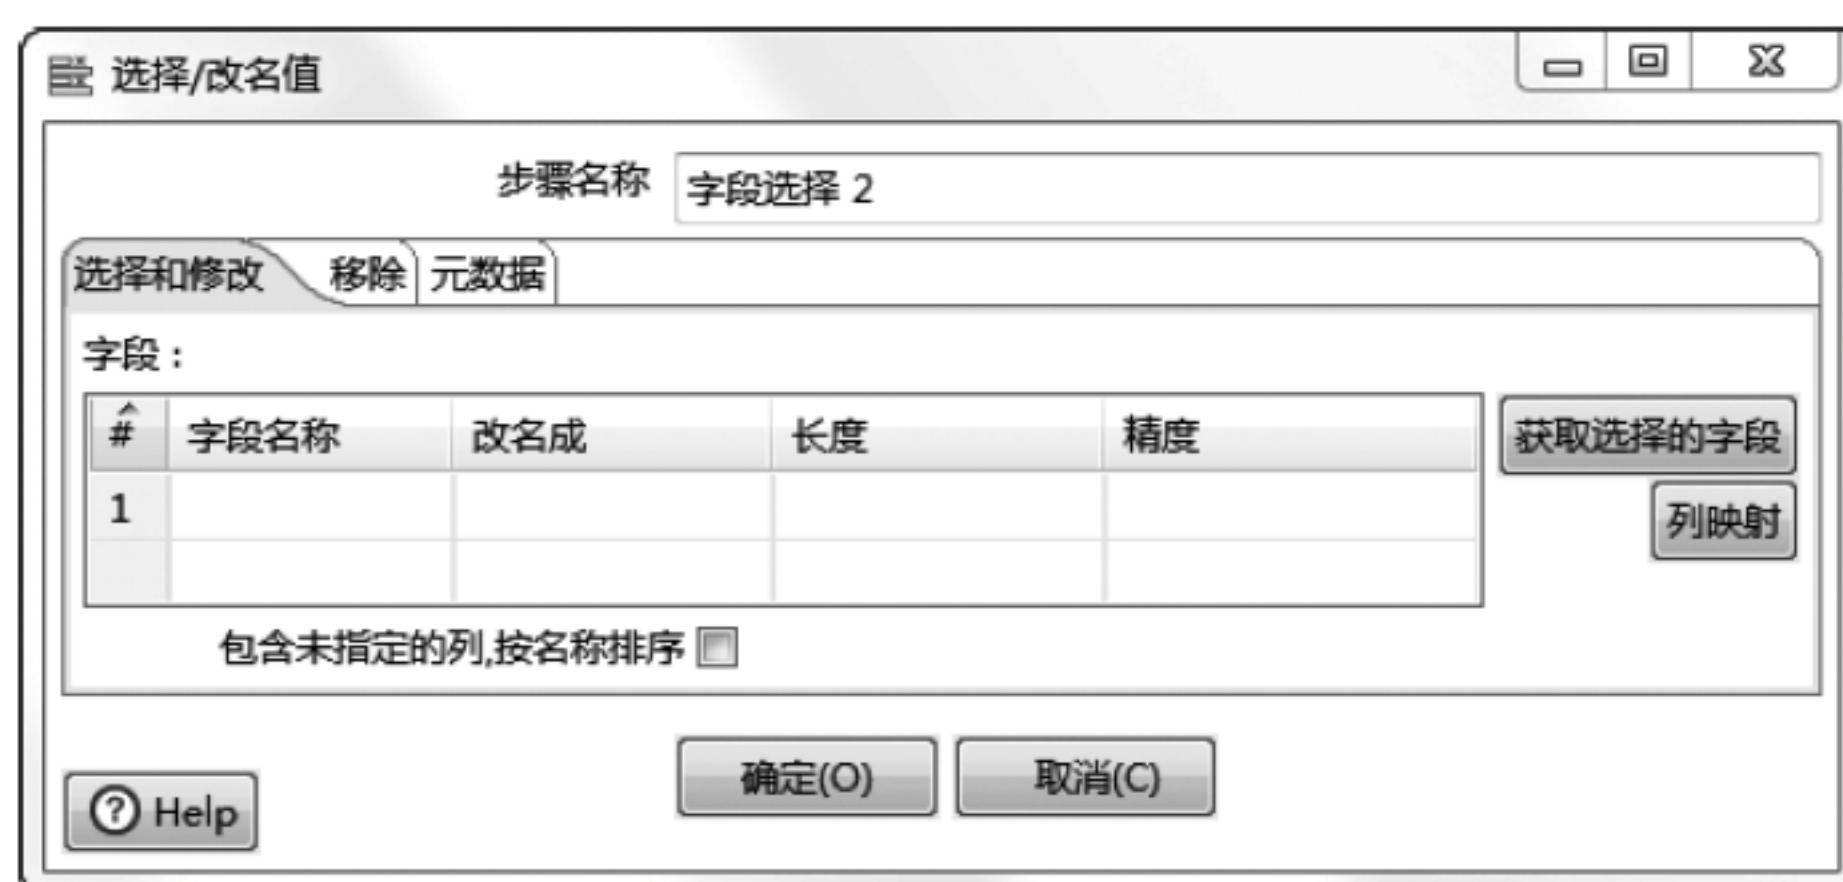 选择/改名值
步骤名称 字段选择 2
选择和修改 移除 元数据
字段：
# 字段名称 改名成 长度 精度 获取选择的字段
1
列映射
包含未指定的列,按名称排序
确定(O) 取消(C)
Help